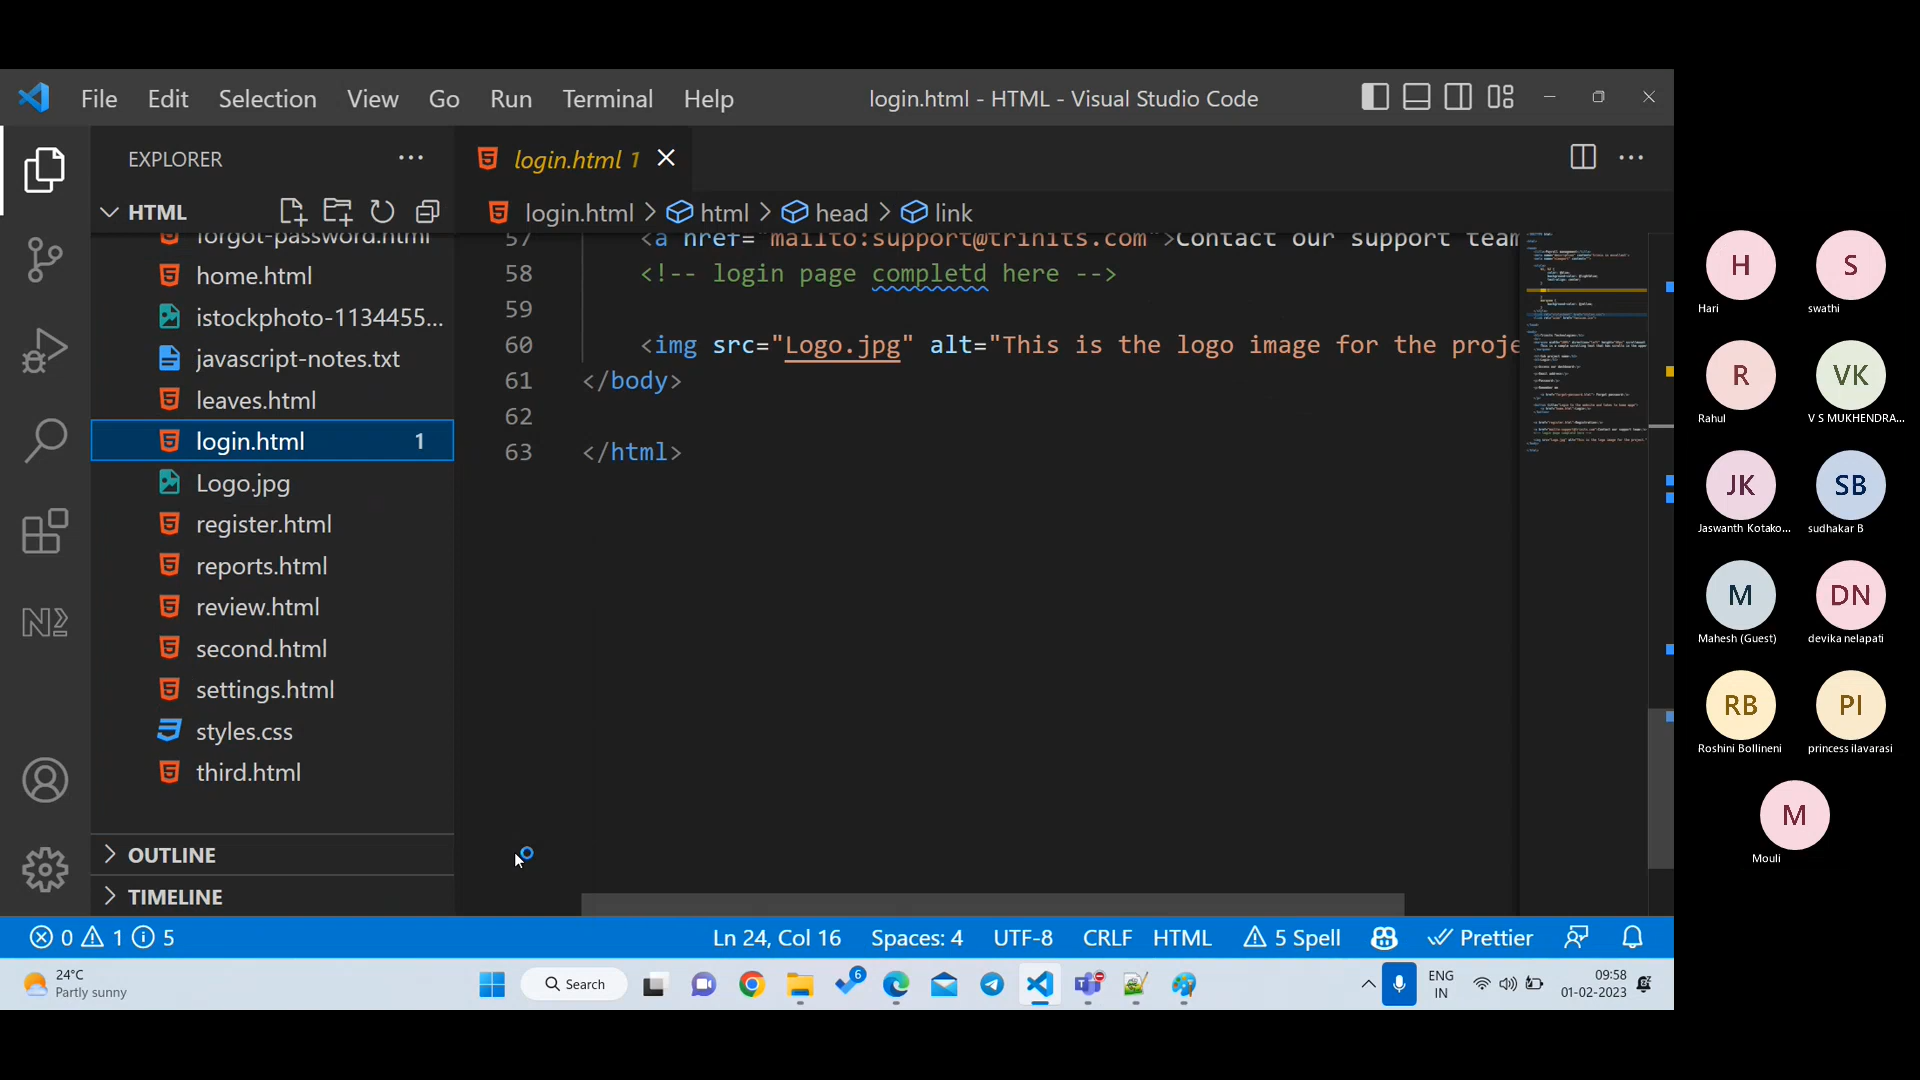 File Edit Selection View Go Run Terminal Help
login.html - HTML - Visual Studio Code
EXPLORER
login.html 1
HTML
login.html > html > head > link
forgot-password.html
home.html
istockphoto-1134455...
javascript-notes.txt
leaves.html
login.html 1
Logo.jpg
register.html
reports.html
review.html
second.html
settings.html
styles.css
third.html
OUTLINE
TIMELINE
57 <a href="mailto:support@trinits.com">Contact our support team
58 <!-- login page completd here -->
59
60 <img src="Logo.jpg" alt="This is the logo image for the proje
61 </body>
62
63 </html>
0 1 5
Ln 24, Col 16 Spaces: 4 UTF-8 CRLF HTML 5 Spell Prettier
24°C
Partly sunny
Search
6
ENG
IN
09:58
01-02-2023
H S
Hari swathi
R VK
Rahul V S MUKHENDRA...
JK SB
Jaswanth Kotako... sudhakar B
M DN
Mahesh (Guest) devika nelapati
RB PI
Roshini Bollineni princess ilavarasi
M
Mouli